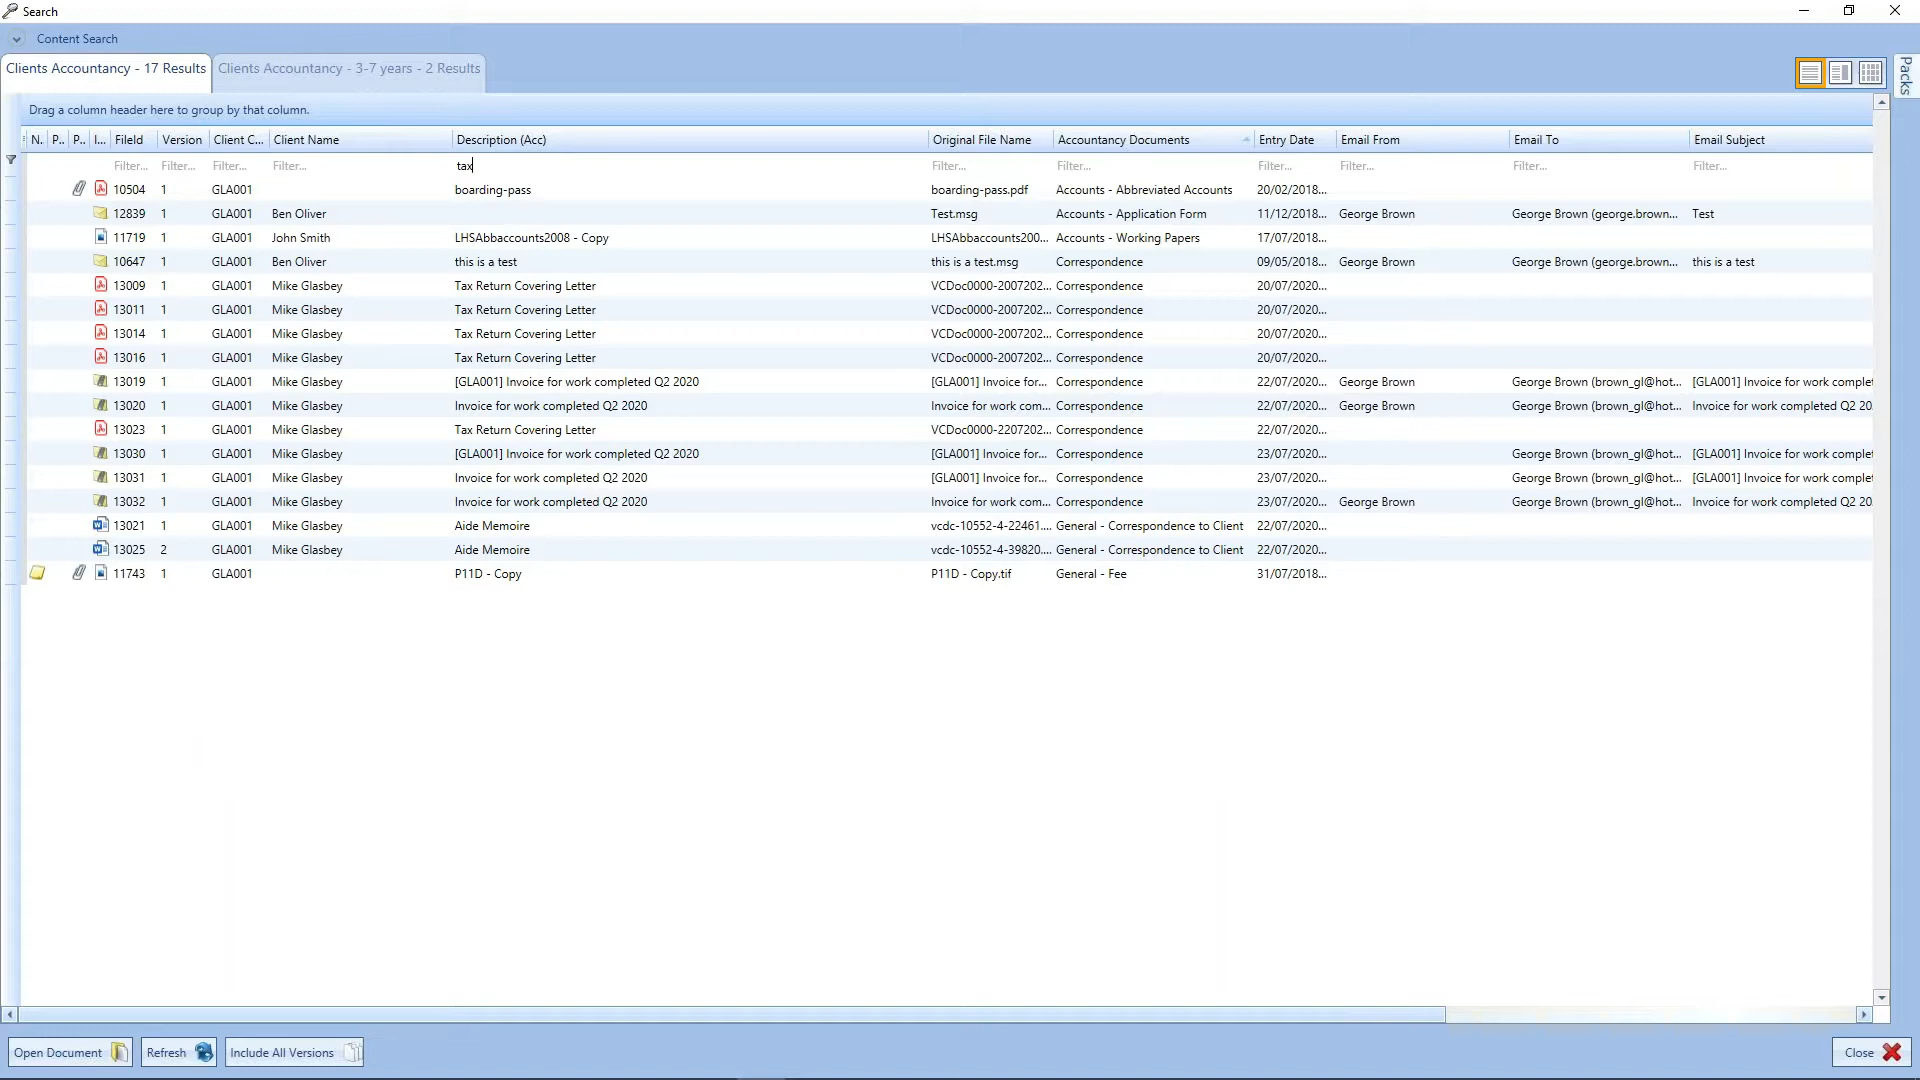 Search
Content Search
Clients Accountancy - 17 Results Clients Accountancy - 3-7 years - 2 Results
Packs
Drag a column header here to group by that column.
N. P.. P.. I... FileId Version Client C... Client Name Description (Acc) Original File Name Accountancy Documents Entry Date Email From Email To Email Subject
Filter... Filter... Filter... Filter... tax Filter... Filter... Filter... Filter... Filter... Filter...
10504 1 GLA001 boarding-pass boarding-pass.pdf Accounts - Abbreviated Accounts 20/02/2018...
12839 1 GLA001 Ben Oliver Test.msg Accounts - Application Form 11/12/2018... George Brown George Brown (george.brown... Test
11719 1 GLA001 John Smith LHSAbbaccounts2008 - Copy LHSAbbaccounts200... Accounts - Working Papers 17/07/2018...
10647 1 GLA001 Ben Oliver this is a test this is a test.msg Correspondence 09/05/2018... George Brown George Brown (george.brown... this is a test
13009 1 GLA001 Mike Glasbey Tax Return Covering Letter VCDoc0000-2007202... Correspondence 20/07/2020...
13011 1 GLA001 Mike Glasbey Tax Return Covering Letter VCDoc0000-2007202... Correspondence 20/07/2020...
13014 1 GLA001 Mike Glasbey Tax Return Covering Letter VCDoc0000-2007202... Correspondence 20/07/2020...
13016 1 GLA001 Mike Glasbey Tax Return Covering Letter VCDoc0000-2007202... Correspondence 20/07/2020...
13019 1 GLA001 Mike Glasbey [GLA001] Invoice for work completed Q2 2020 [GLA001] Invoice for... Correspondence 22/07/2020... George Brown George Brown (brown_gl@hot... [GLA001] Invoice for work complet
13020 1 GLA001 Mike Glasbey Invoice for work completed Q2 2020 Invoice for work com... Correspondence 22/07/2020... George Brown George Brown (brown_gl@hot... Invoice for work completed Q2 20
13023 1 GLA001 Mike Glasbey Tax Return Covering Letter VCDoc0000-2207202... Correspondence 22/07/2020...
13030 1 GLA001 Mike Glasbey [GLA001] Invoice for work completed Q2 2020 [GLA001] Invoice for... Correspondence 23/07/2020... George Brown (brown_gl@hot... [GLA001] Invoice for work complet
13031 1 GLA001 Mike Glasbey Invoice for work completed Q2 2020 [GLA001] Invoice for... Correspondence 23/07/2020... George Brown (brown_gl@hot... [GLA001] Invoice for work complet
13032 1 GLA001 Mike Glasbey Invoice for work completed Q2 2020 Invoice for work com... Correspondence 23/07/2020... George Brown George Brown (brown_gl@hot... Invoice for work completed Q2 20
13021 1 GLA001 Mike Glasbey Aide Memoire vcdc-10552-4-22461.... General - Correspondence to Client 22/07/2020...
13025 2 GLA001 Mike Glasbey Aide Memoire vcdc-10552-4-39820.... General - Correspondence to Client 22/07/2020...
11743 1 GLA001 P11D - Copy P11D - Copy.tif General - Fee 31/07/2018...
Open Document Refresh Include All Versions Close